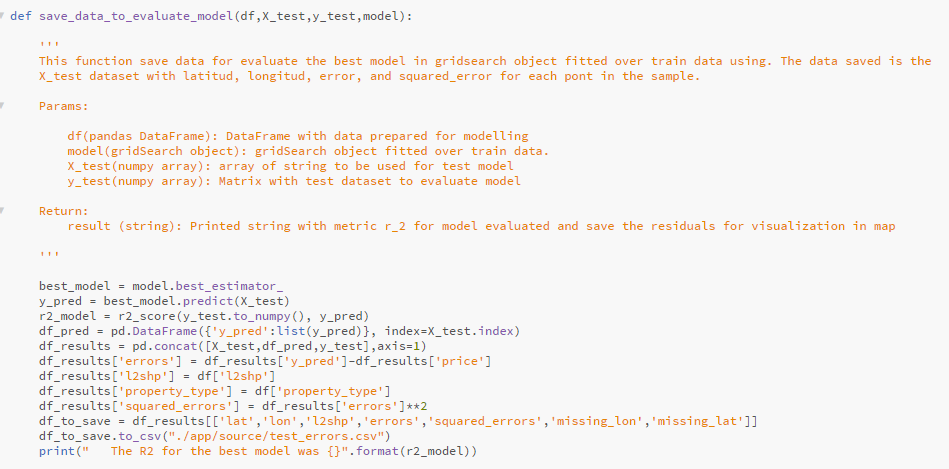 def save_data_to_evaluate_model(df,X_test,y_test,model):
'''
This function save data for evaluate the best model in gridsearch object fitted over train data using. The data saved is the
X_test dataset with latitud, longitud, error, and squared_error for each pont in the sample.
Params:
df(pandas DataFrame): DataFrame with data prepared for modelling
model(gridSearch object): gridSearch object fitted over train data.
X_test(numpy array): array of string to be used for test model
y_test(numpy array): Matrix with test dataset to evaluate model
Return:
result (string): Printed string with metric r_2 for model evaluated and save the residuals for visualization in map
'''
best_model = model.best_estimator_
y_pred = best_model.predict(X_test)
r2_model = r2_score(y_test.to_numpy(), y_pred)
df_pred = pd.DataFrame({'y_pred':list(y_pred)}, index=X_test.index)
df_results = pd.concat([X_test,df_pred,y_test],axis=1)
df_results['errors'] = df_results['y_pred']-df_results['price']
df_results['l2shp'] = df['l2shp']
df_results['property_type'] = df['property_type']
df_results['squared_errors'] = df_results['errors']**2
df_to_save = df_results[['lat','lon','l2shp','errors','squared_errors','missing_lon','missing_lat']]
df_to_save.to_csv("./app/source/test_errors.csv")
print("   The R2 for the best model was {}".format(r2_model))